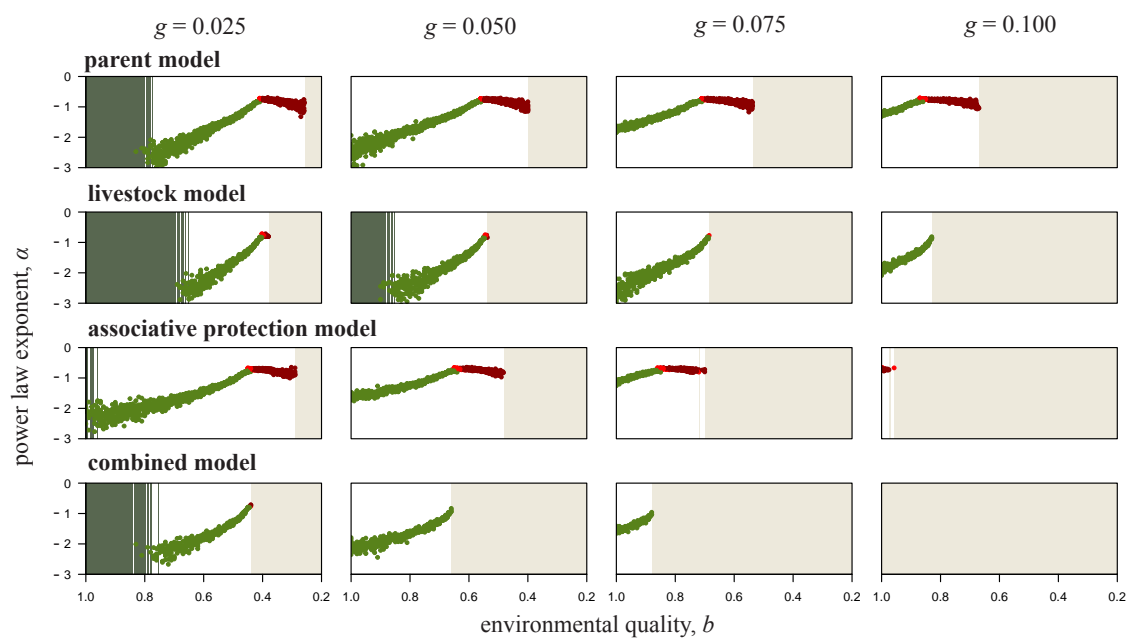 g = 0.025 g = 0.050 g = 0.075 g = 0.100
parent model
0
− 1
− 2
− 3
livestock model
0
− 1
− 2
− 3
associative protection model
0
− 1
− 2
− 3
combined model
0
− 1
− 2
− 3
power law exponent, α
1.0 0.8 0.6 0.4 0.2 1.0 0.8 0.6 0.4 0.2 1.0 0.8 0.6 0.4 0.2 1.0 0.8 0.6 0.4 0.2
environmental quality, b